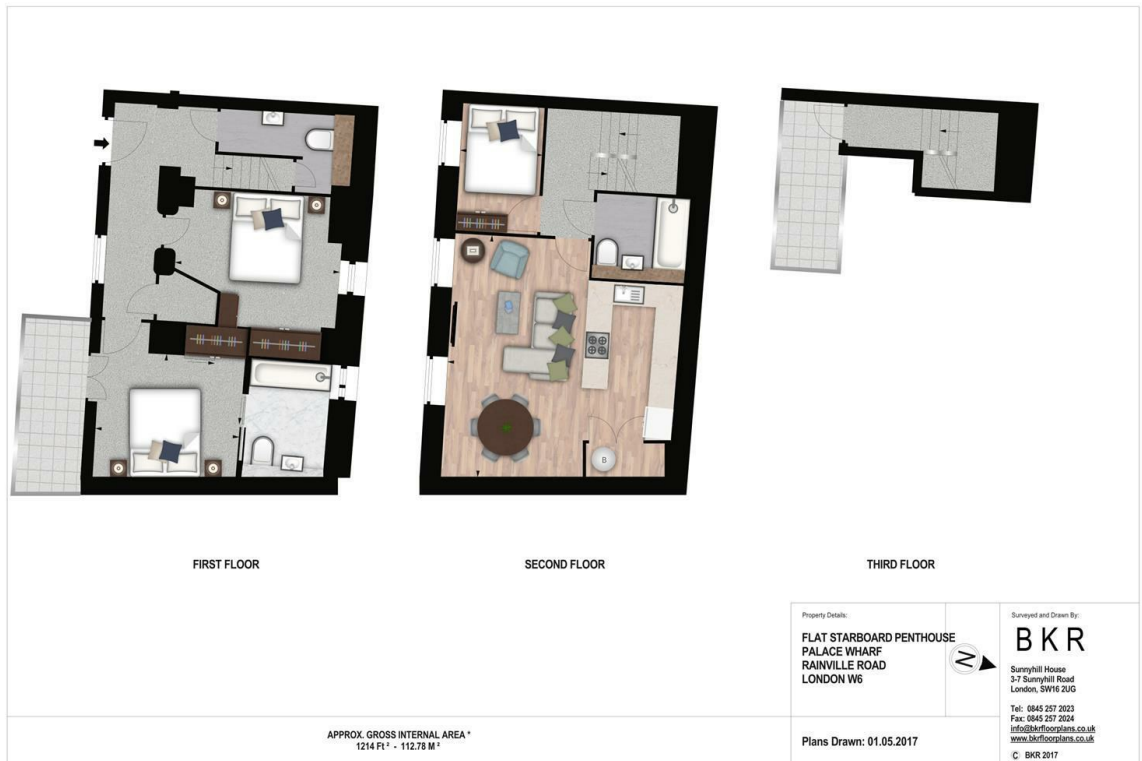 FIRST FLOOR
SECOND FLOOR
THIRD FLOOR
B
APPROX. GROSS INTERNAL AREA *
1214 Ft ² - 112.78 M ²
Property Details:
FLAT STARBOARD PENTHOUSE
PALACE WHARF
RAINVILLE ROAD
LONDON W6
N
Plans Drawn: 01.05.2017
Surveyed and Drawn By:
BKR
Sunnyhill House
3-7 Sunnyhill Road
London, SW16 2UG
Tel: 0845 257 2023
Fax: 0845 257 2024
info@bkrfloorplans.co.uk
www.bkrfloorplans.co.uk
C BKR 2017